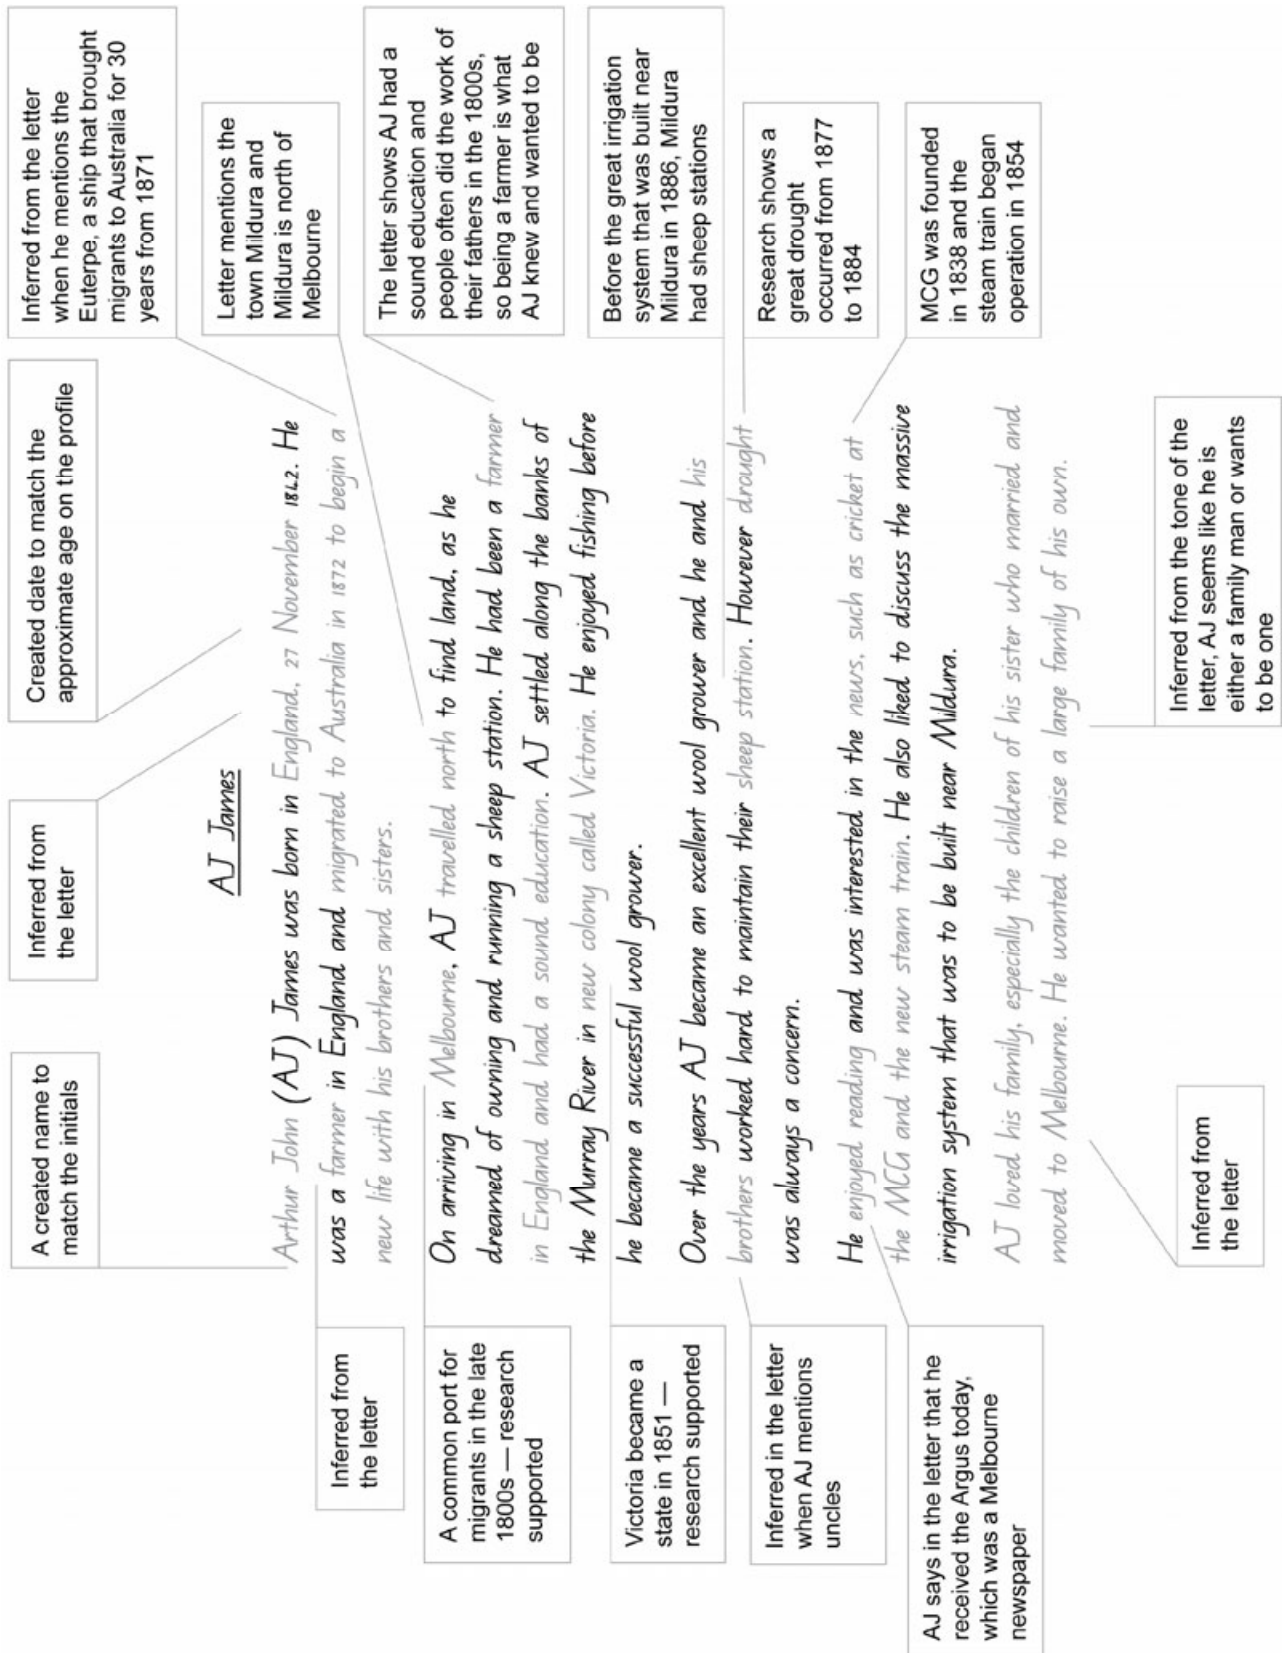 A created name to
match the initials
Inferred from
the letter
Created date to match the
approximate age on the profile
Inferred from the letter
when he mentions the
Euterpe, a ship that brought
migrants to Australia for 30
years from 1871
AJ James
Arthur John (AJ) James was born in England, 27 November 1842. He
was a farmer in England and migrated to Australia in 1872 to begin a
new life with his brothers and sisters.
On arriving in Melbourne, AJ travelled north to find land, as he
dreamed of owning and running a sheep station. He had been a farmer
in England and had a sound education. AJ settled along the banks of
the Murray River in new colony called Victoria. He enjoyed fishing before
he became a successful wool grower.
Over the years AJ became an excellent wool grower and he and his
brothers worked hard to maintain their sheep station. However drought
was always a concern.
He enjoyed reading and was interested in the news, such as cricket at
the MCG and the new steam train. He also liked to discuss the massive
irrigation system that was to be built near Mildura.
AJ loved his family, especially the children of his sister who married and
moved to Melbourne. He wanted to raise a large family of his own.
Inferred from
the letter
A common port for
migrants in the late
1800s — research
supported
Victoria became a
state in 1851 —
research supported
Inferred in the letter
when AJ mentions
uncles
AJ says in the letter that he
received the Argus today,
which was a Melbourne
newspaper
Letter mentions the
town Mildura and
Mildura is north of
Melbourne
The letter shows AJ had a
sound education and
people often did the work of
their fathers in the 1800s,
so being a farmer is what
AJ knew and wanted to be
Before the great irrigation
system that was built near
Mildura in 1886, Mildura
had sheep stations
Research shows a
great drought
occurred from 1877
to 1884
MCG was founded
in 1838 and the
steam train began
operation in 1854
Inferred from
the letter
Inferred from the tone of the
letter, AJ seems like he is
either a family man or wants
to be one